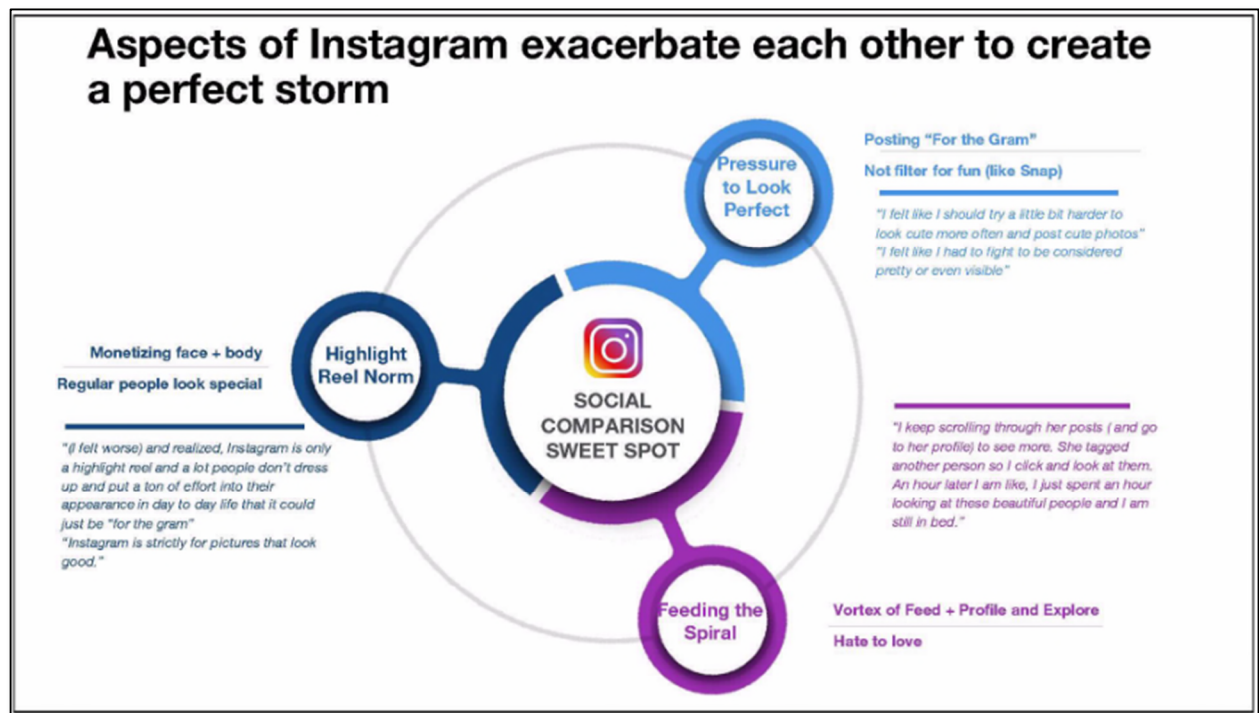 Aspects of Instagram exacerbate each other to create
a perfect storm
Pressure
to Look
Perfect
Posting “For the Gram”
Not filter for fun (like Snap)
"I felt like I should try a little bit harder to
look cute more often and post cute photos"
"I felt like I had to fight to be considered
pretty or even visible"
Highlight
Reel Norm
Monetizing face + body
Regular people look special
"(I felt worse) and realized, Instagram is only
a highlight reel and a lot people don't dress
up and put a ton of effort into their
appearance in day to day life that it could
just be "for the gram"
"Instagram is strictly for pictures that look
good."
SOCIAL
COMPARISON
SWEET SPOT
"I keep scrolling through her posts ( and go
to her profile) to see more. She tagged
another person so I click and look at them.
An hour later I am like, I just spent an hour
looking at these beautiful people and I am
still in bed."
Feeding the
Spiral
Vortex of Feed + Profile and Explore
Hate to love